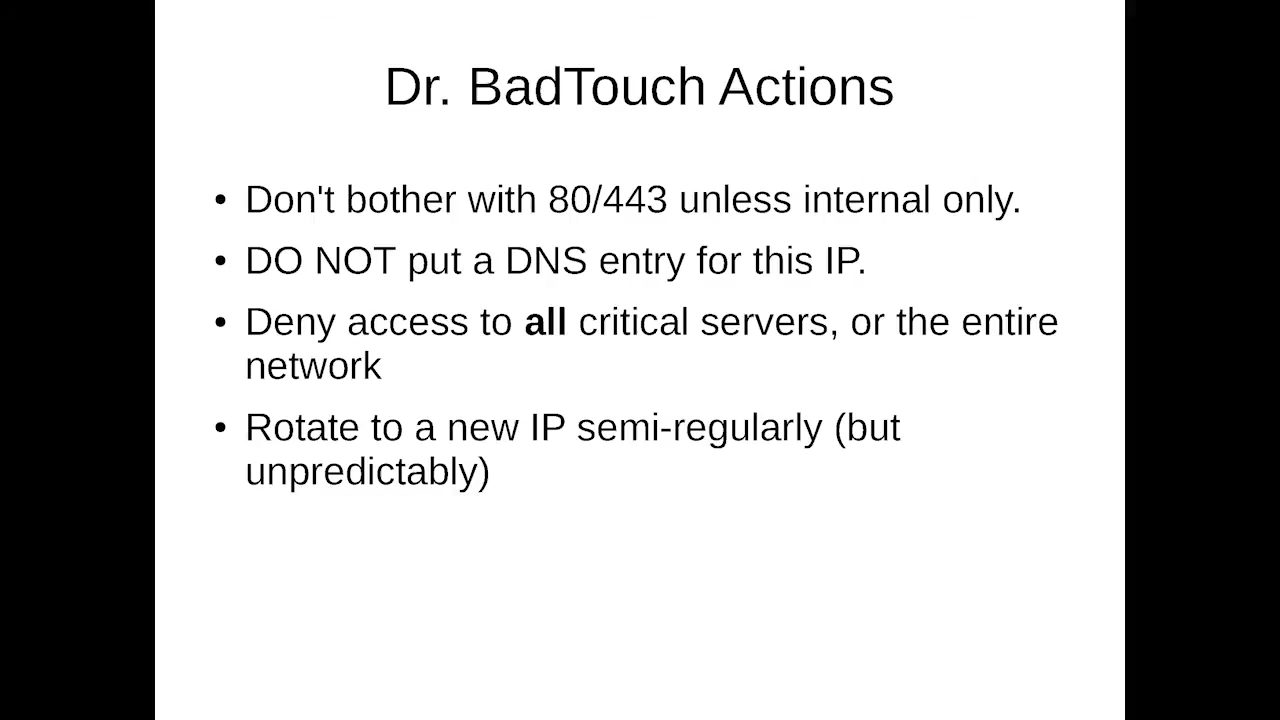 Dr. BadTouch Actions
• Don't bother with 80/443 unless internal only.
• DO NOT put a DNS entry for this IP.
• Deny access to all critical servers, or the entire
network
• Rotate to a new IP semi-regularly (but
unpredictably)